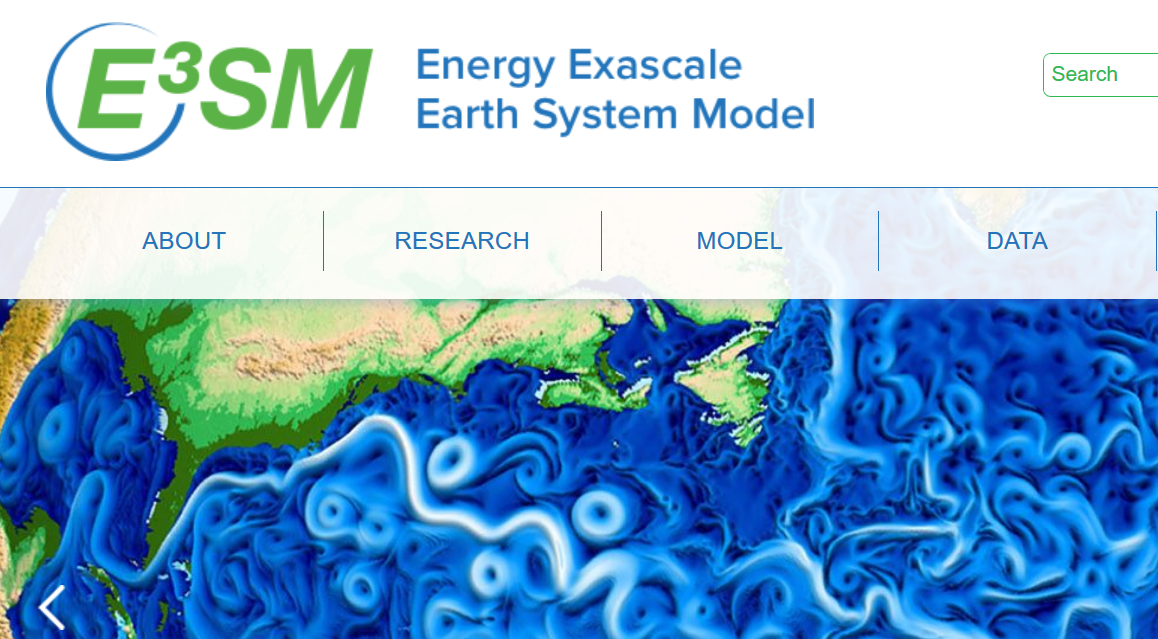 E³SM
Energy Exascale
Earth System Model
Search
ABOUT
RESEARCH
MODEL
DATA